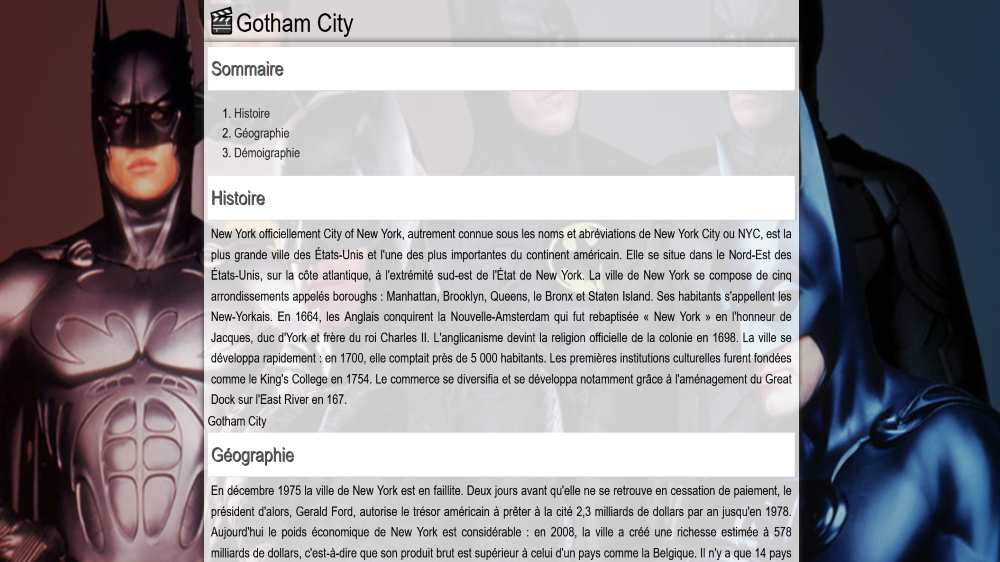 Gotham City
Sommaire
1. Histoire
2. Géographie
3. Démoigraphie
Histoire
New York officiellement City of New York, autrement connue sous les noms et abréviations de New York City ou NYC, est la
plus grande ville des États-Unis et l'une des plus importantes du continent américain. Elle se situe dans le Nord-Est des
États-Unis, sur la côte atlantique, à l'extrémité sud-est de l'État de New York. La ville de New York se compose de cinq
arrondissements appelés boroughs : Manhattan, Brooklyn, Queens, le Bronx et Staten Island. Ses habitants s'appellent les
New-Yorkais. En 1664, les Anglais conquirent la Nouvelle-Amsterdam qui fut rebaptisée « New York » en l'honneur de
Jacques, duc d'York et frère du roi Charles II. L'anglicanisme devint la religion officielle de la colonie en 1698. La ville se
développa rapidement : en 1700, elle comptait près de 5 000 habitants. Les premières institutions culturelles furent fondées
comme le King's College en 1754. Le commerce se diversifia et se développa notamment grâce à l'aménagement du Great
Dock sur l'East River en 167.
Gotham City
Géographie
En décembre 1975 la ville de New York est en faillite. Deux jours avant qu'elle ne se retrouve en cessation de paiement, le
président d'alors, Gerald Ford, autorise le trésor américain à prêter à la cité 2,3 milliards de dollars par an jusqu'en 1978.
Aujourd'hui le poids économique de New York est considérable : en 2008, la ville a créé une richesse estimée à 578
milliards de dollars, c'est-à-dire que son produit brut est supérieur à celui d'un pays comme la Belgique. Il n'y a que 14 pays